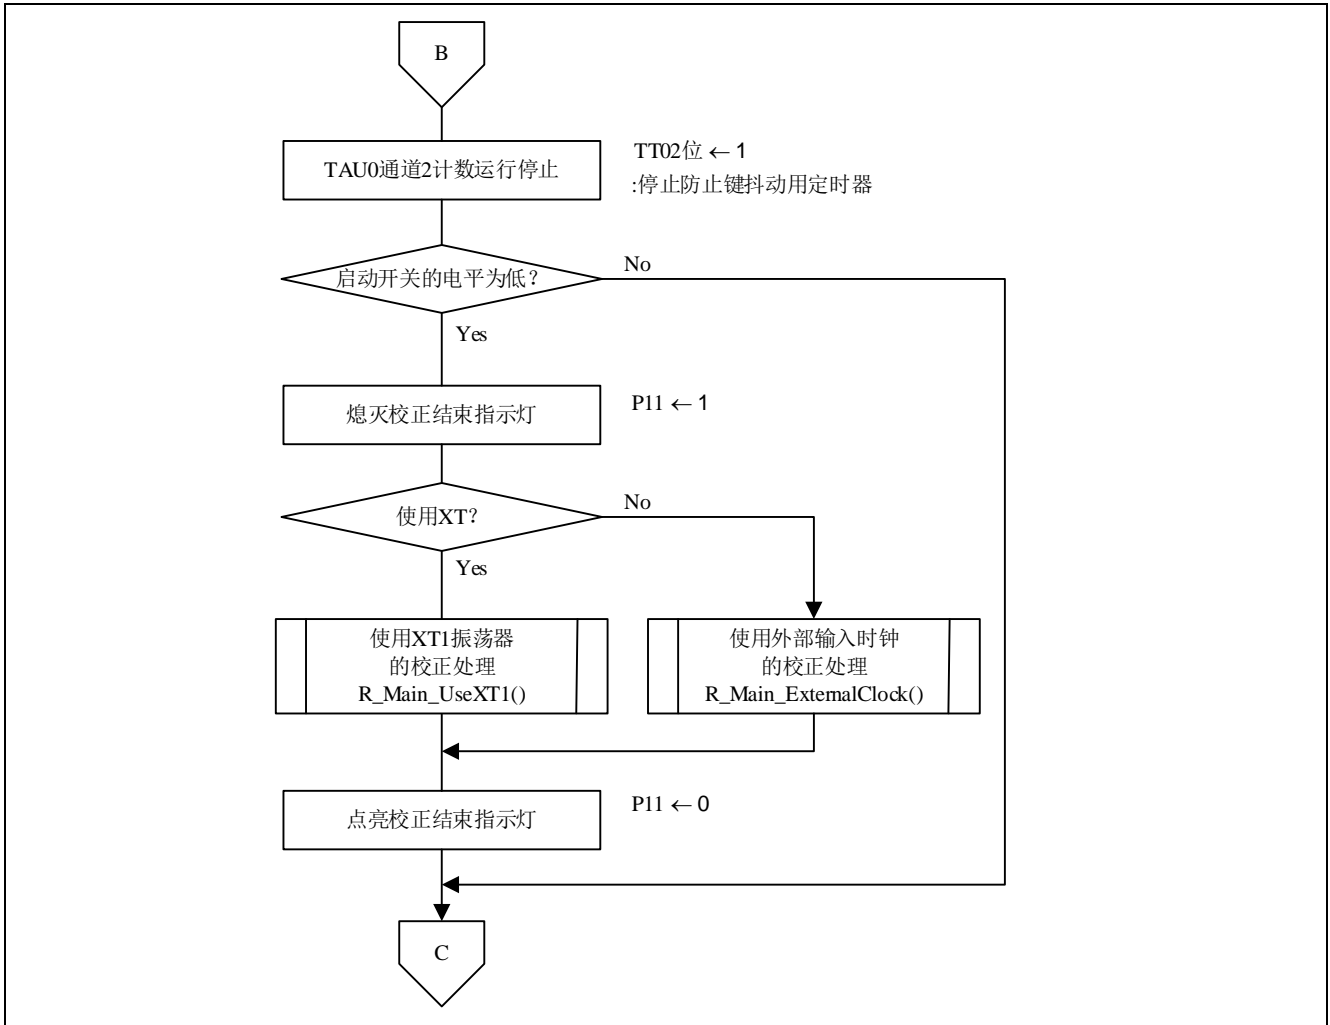 B
TAU0通道2计数运行停止
TT02位 ← 1
:停止防止键抖动用定时器
启动开关的电平为低？
No
Yes
熄灭校正结束指示灯
P11 ← 1
使用XT？
No
Yes
使用XT1振荡器
的校正处理
R_Main_UseXT1()
使用外部输入时钟
的校正处理
R_Main_ExternalClock()
点亮校正结束指示灯
P11 ← 0
C